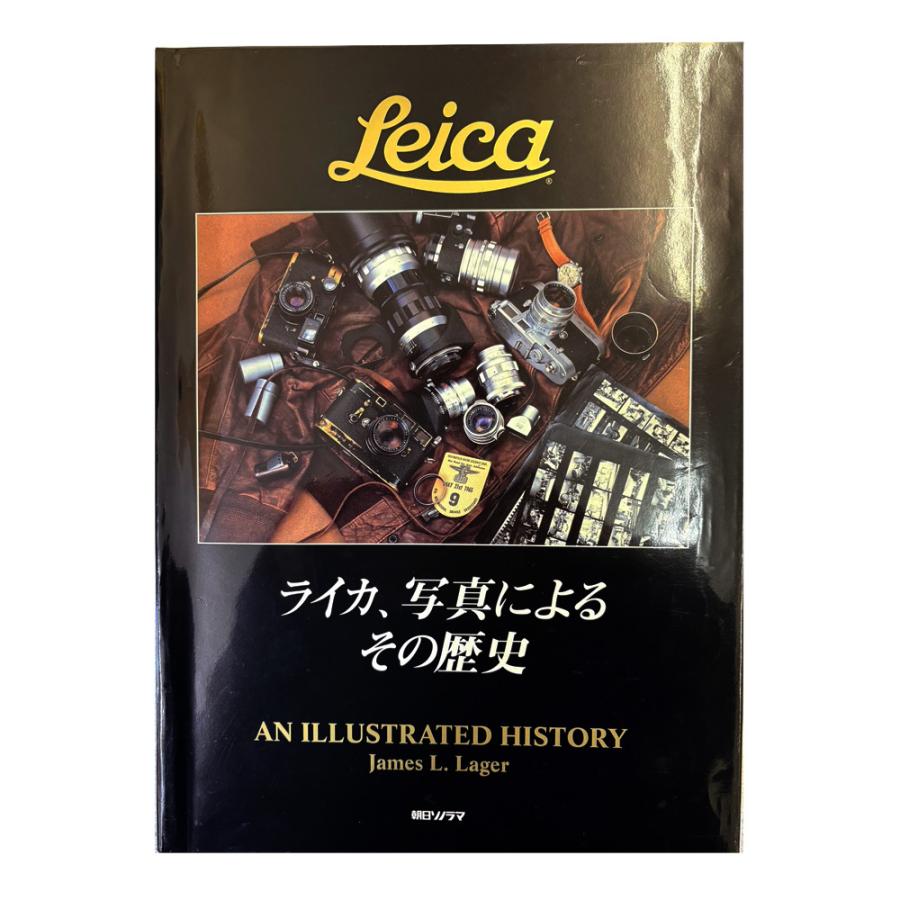 Leica®
9
ライカ、写真による
その歴史
AN ILLUSTRATED HISTORY
James L. Lager
朝日ソノラマ